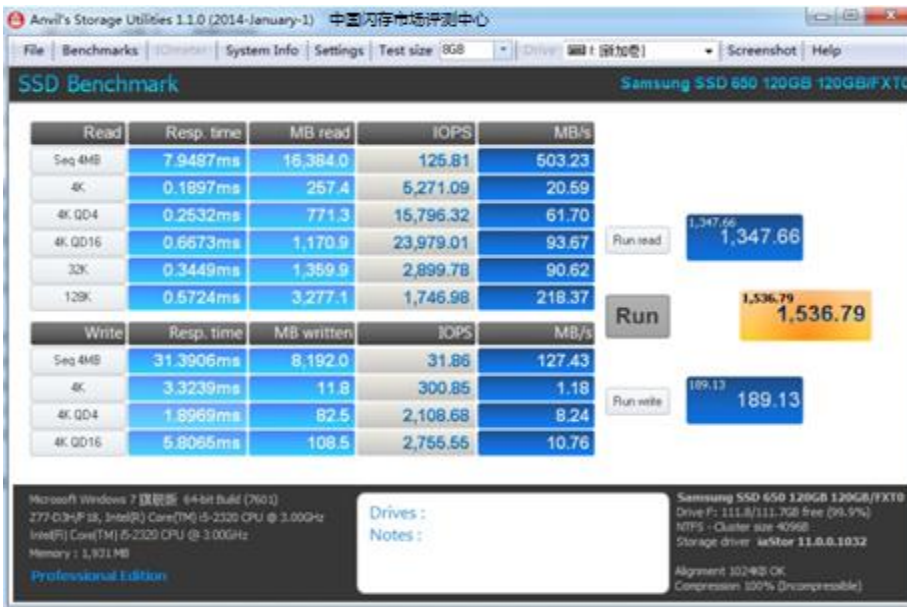 Anvil's Storage Utilities 1.1.0 (2014-January-1) 中国闪存市场评测中心
File Benchmarks System Info Settings Test size 8GB Drive [新加卷] Screenshot Help
SSD Benchmark Samsung SSD 650 120GB 120GB/FXT0
Read Resp. time MB read IOPS MB/s
Seq 4MB 7.9487ms 16,384.0 125.81 503.23
4K 0.1897ms 257.4 5,271.09 20.59
4K QD4 0.2532ms 771.3 15,796.32 61.70
4K QD16 0.6673ms 1,170.9 23,979.01 93.67
32K 0.3449ms 1,359.9 2,899.78 90.62
128K 0.5724ms 3,277.1 1,746.98 218.37
Run read 1,347.66 1,347.66
Run 1,536.79 1,536.79
Write Resp. time MB written IOPS MB/s
Seq 4MB 31.3906ms 8,192.0 31.86 127.43
4K 3.3239ms 11.8 300.85 1.18
4K QD4 1.8969ms 82.5 2,108.68 8.24
4K QD16 5.8065ms 108.5 2,755.55 10.76
Run write 189.13 189.13
Microsoft Windows 7 旗舰版 64-bit Build (7601)
Z77-D3H/F18, Intel(R) Core(TM) i5-2320 CPU @ 3.00GHz
Intel(R) Core(TM) i5-2320 CPU @ 3.00GHz
Memory : 1,931 MB
Professional Edition
Drives :
Notes :
Samsung SSD 650 120GB 120GB/FXT0
Drive F: 111.8/111.7GB free (99.9%)
NTFS - Cluster size 4096B
Storage driver iaStor 11.0.0.1032
Alignment 1024KB OK
Compression 100% (Incompressible)